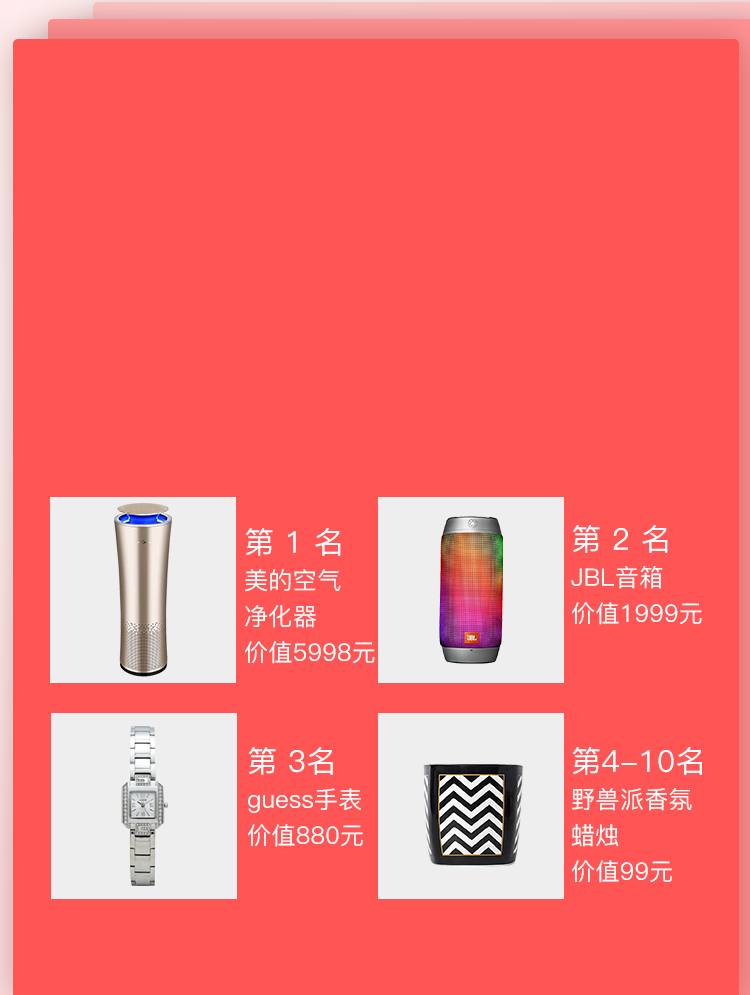 第 1 名
美的空气
净化器
价值5998元
第 2 名
JBL音箱
价值1999元
JBL
第 3名
guess手表
价值880元
第4-10名
野兽派香氛
蜡烛
价值99元